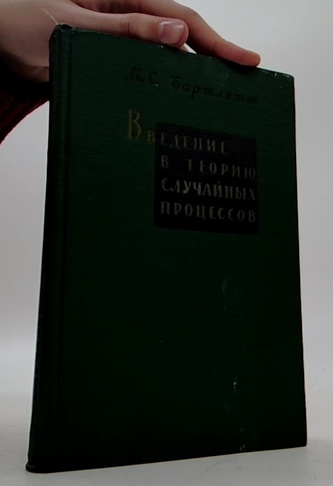 М. С. Бартлетт
Введение
в теорию
случайных
процессов